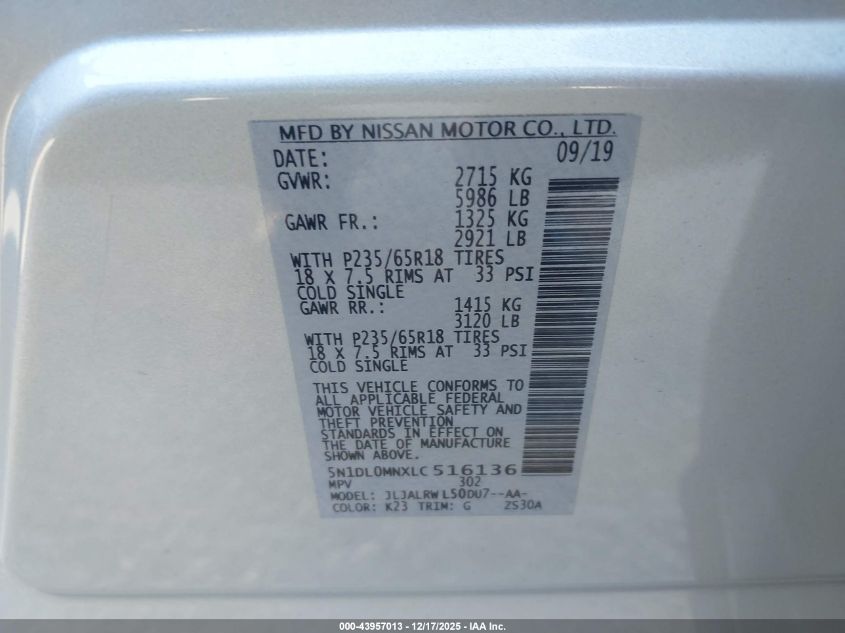 MFD BY NISSAN MOTOR CO., LTD.
DATE: 09/19
GVWR: 2715 KG
5986 LB
GAWR FR.: 1325 KG
2921 LB
WITH P235/65R18 TIRES
18 X 7.5 RIMS AT 33 PSI
COLD SINGLE
GAWR RR.: 1415 KG
3120 LB
WITH P235/65R18 TIRES
18 X 7.5 RIMS AT 33 PSI
COLD SINGLE
THIS VEHICLE CONFORMS TO
ALL APPLICABLE FEDERAL
MOTOR VEHICLE SAFETY AND
THEFT PREVENTION
STANDARDS IN EFFECT ON
THE DATE OF MANUFACTURE
SHOWN ABOVE.
5N1DL0MNXLC516136
MPV 302
MODEL: JLJALRWL50DU7--AA-
COLOR: K23 TRIM: G ZS30A
000-43957013 - 12/17/2025 - IAA Inc.